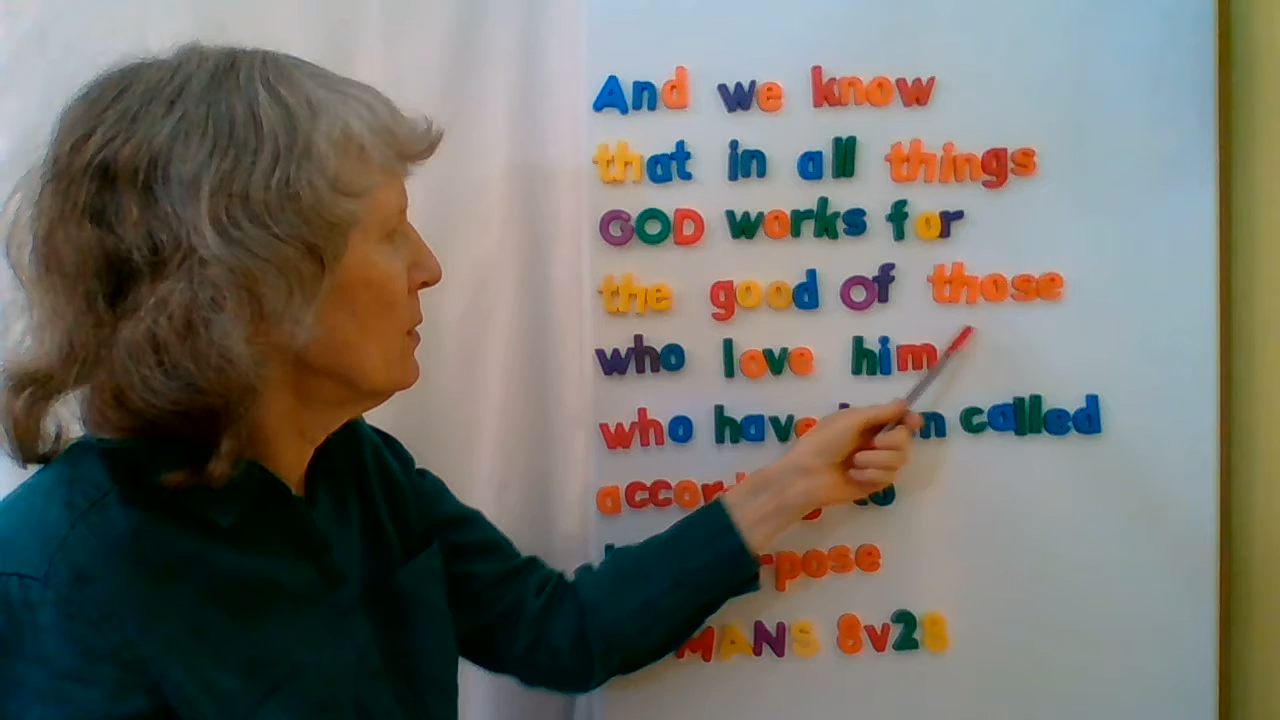 And we know
that in all things
GOD works for
the good of those
who love him
who have called
to

8v28